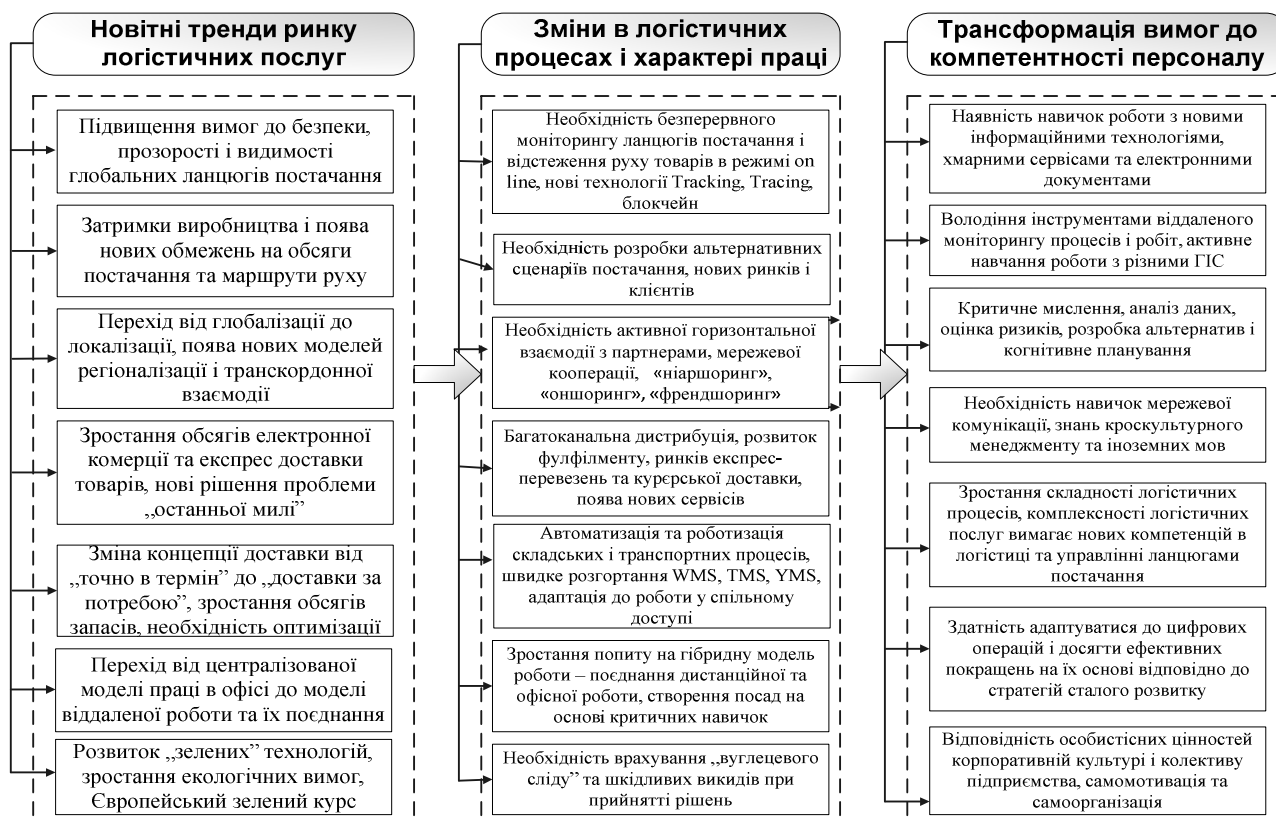 Новітні тренди ринку
логістичних послуг
Підвищення вимог до безпеки,
прозорості і видимості
глобальних ланцюгів постачання
Затримки виробництва і поява
нових обмежень на обсяги
постачання та маршрути руху
Перехід від глобалізації до
локалізації, поява нових моделей
регіоналізації і транскордонної
взаємодії
Зростання обсягів електронної
комерції та експрес доставки
товарів, нові рішення проблеми
„останньої милі”
Зміна концепції доставки від
„точно в термін” до „доставки за
потребою”, зростання обсягів
запасів, необхідність оптимізації
Перехід від централізованої
моделі праці в офісі до моделі
віддаленої роботи та їх поєднання
Розвиток „зелених” технологій,
зростання екологічних вимог,
Європейський зелений курс
Зміни в логістичних
процесах і характері праці
Необхідність безперервного
моніторингу ланцюгів постачання і
відстеження руху товарів в режимі on
line, нові технології Tracking, Tracing,
блокчейн
Необхідність розробки альтернативних
сценаріїв постачання, нових ринків і
клієнтів
Необхідність активної горизонтальної
взаємодії з партнерами, мережевої
кооперації, «ніаршоринг»,
«оншоринг», «френдшоринг»
Багатоканальна дистрибуція, розвиток
фулфілменту, ринків експрес-
перевезень та курєрської доставки,
поява нових сервісів
Автоматизація та роботизація
складських і транспортних процесів,
швидке розгортання WMS, TMS, YMS,
адаптація до роботи у спільному
доступі
Зростання попиту на гібридну модель
роботи – поєднання дистанційної та
офісної роботи, створення посад на
основі критичних навичок
Необхідність врахування „вуглецевого
сліду” та шкідливих викидів при
прийнятті рішень
Трансформація вимог до
компетентності персоналу
Наявність навичок роботи з новими
інформаційними технологіями,
хмарними сервісами та електронними
документами
Володіння інструментами віддаленого
моніторингу процесів і робіт, активне
навчання роботи з різними ГІС
Критичне мислення, аналіз даних,
оцінка ризиків, розробка альтернатив і
когнітивне планування
Необхідність навичок мережевої
комунікації, знань кроскультурного
менеджменту та іноземних мов
Зростання складності логістичних
процесів, комплексності логістичних
послуг вимагає нових компетенцій в
логістиці та управлінні ланцюгами
постачання
Здатність адаптуватися до цифрових
операцій і досягти ефективних
покращень на їх основі відповідно до
стратегій сталого розвитку
Відповідність особистісних цінностей
корпоративній культурі і колективу
підприємства, самомотивація та
самоорганізація